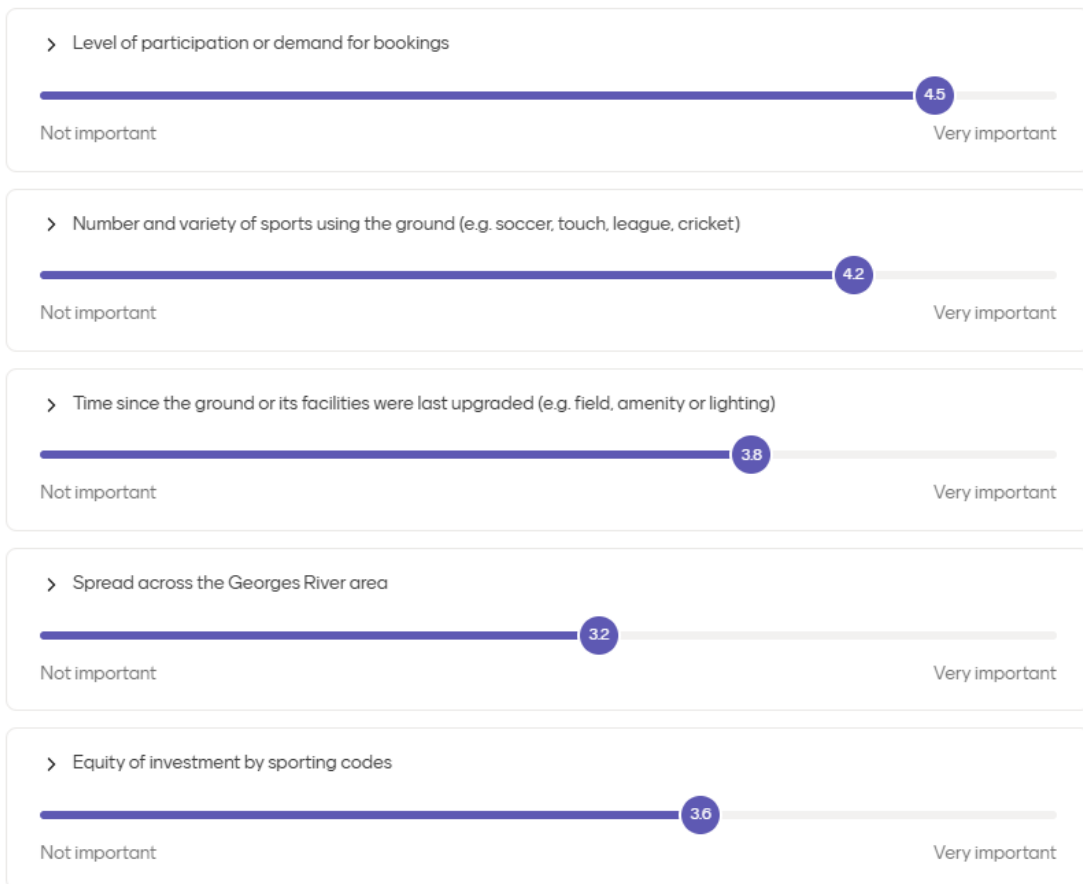 Level of participation or demand for bookings
4.5
Not important Very important
Number and variety of sports using the ground (e.g. soccer, touch, league, cricket)
4.2
Not important Very important
Time since the ground or its facilities were last upgraded (e.g. field, amenity or lighting)
3.8
Not important Very important
Spread across the Georges River area
3.2
Not important Very important
Equity of investment by sporting codes
3.6
Not important Very important